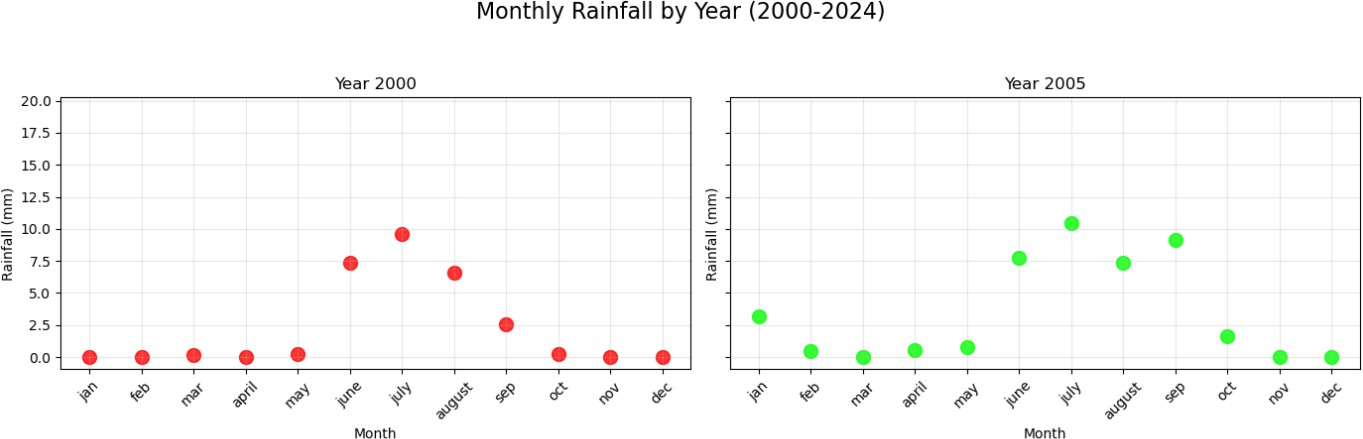 Monthly Rainfall by Year (2000-2024)
Year 2000
Rainfall (mm)
20.0
17.5
15.0
12.5
10.0
7.5
5.0
2.5
0.0
jan feb mar april may june july august sep oct nov dec
Month
Year 2005
Rainfall (mm)
jan feb mar april may june july august sep oct nov dec
Month